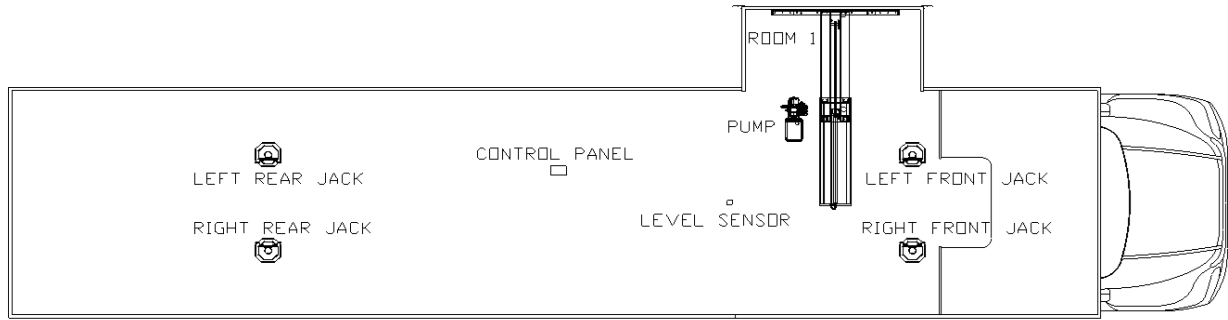 ROOM 1
PUMP
CONTROL PANEL
LEFT REAR JACK
LEFT FRONT JACK
LEVEL SENSOR
RIGHT REAR JACK
RIGHT FRONT JACK